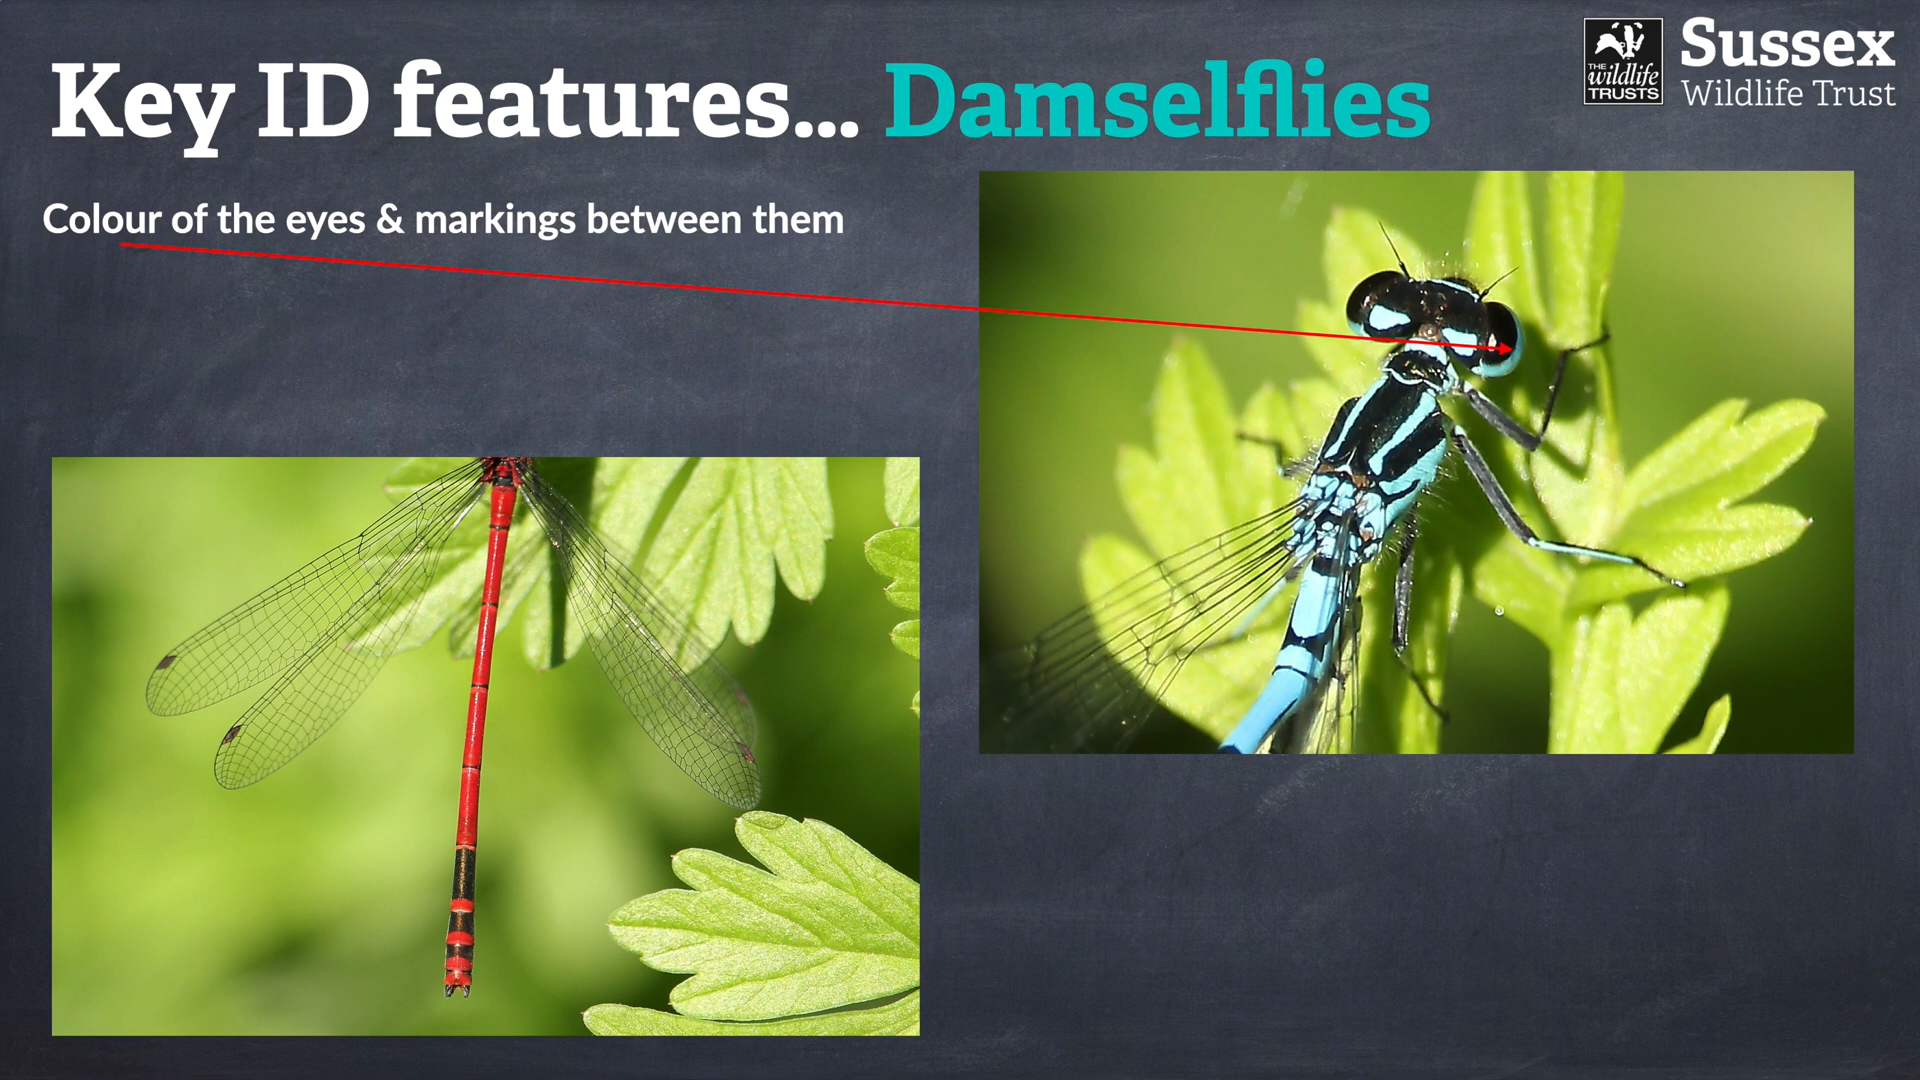 Key ID features... Damselflies
THE
wildlife
TRUSTS
Sussex
Wildlife Trust
Colour of the eyes & markings between them